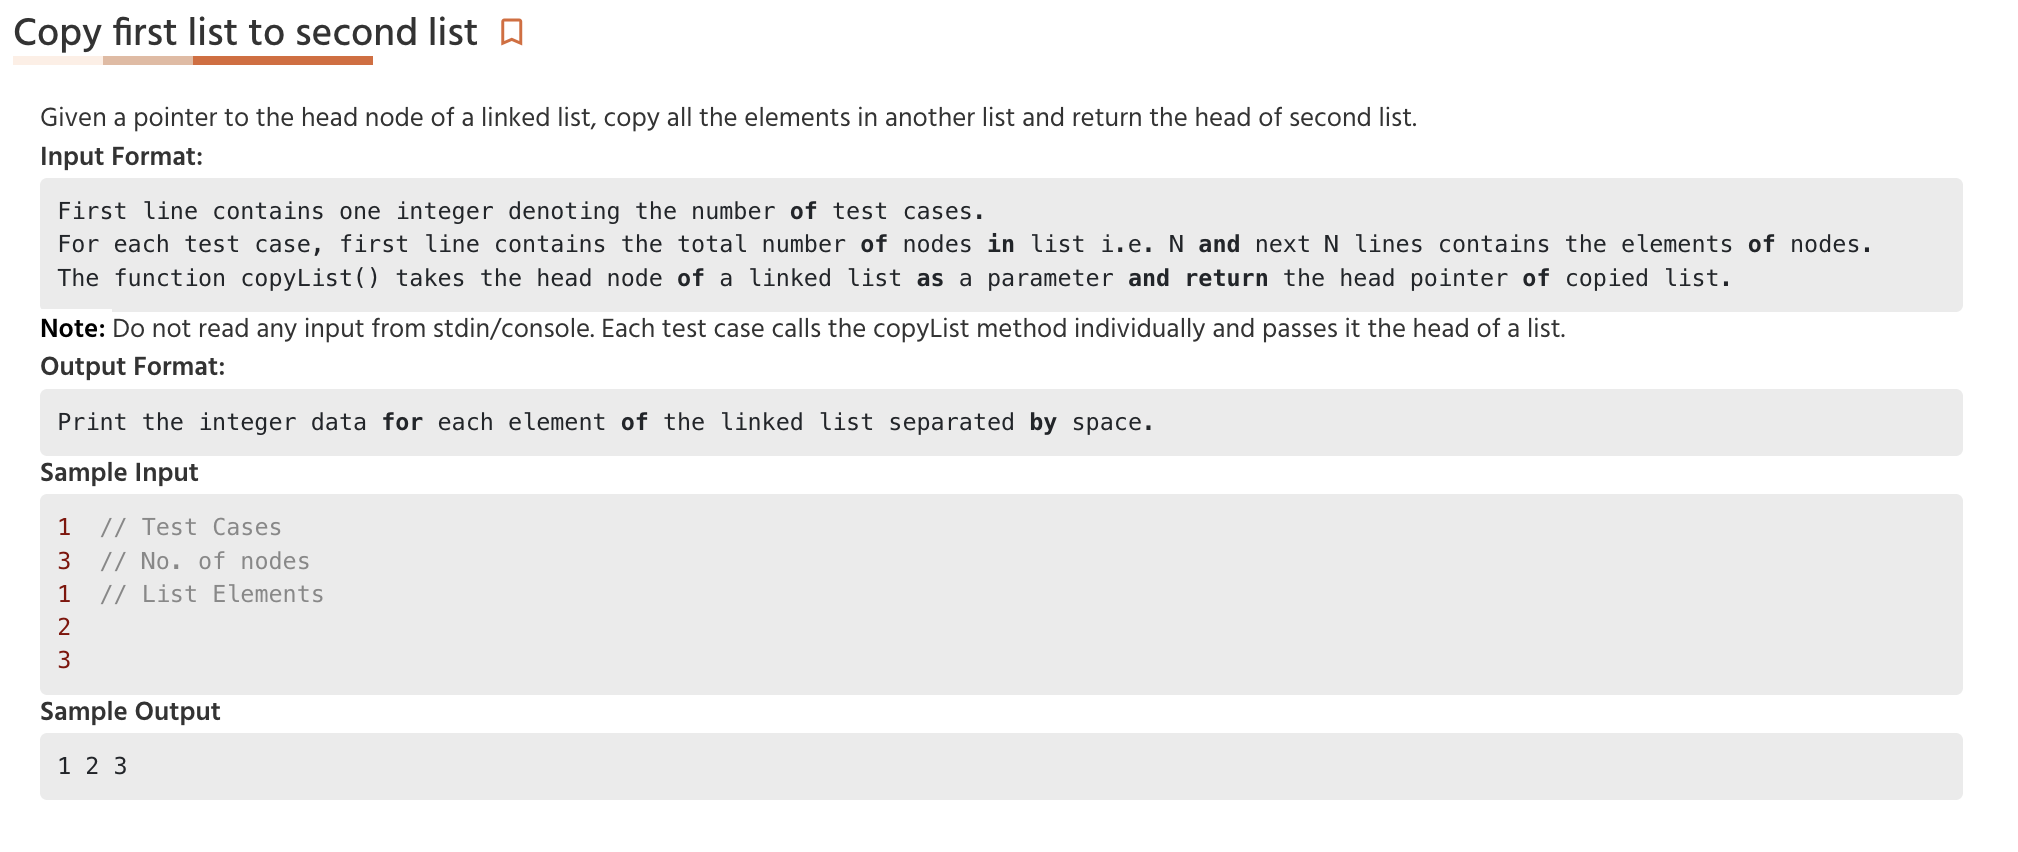 Copy first list to second list
Given a pointer to the head node of a linked list, copy all the elements in another list and return the head of second list.
Input Format:
First line contains one integer denoting the number of test cases.
For each test case, first line contains the total number of nodes in list i.e. N and next N lines contains the elements of nodes.
The function copyList() takes the head node of a linked list as a parameter and return the head pointer of copied list.
Note: Do not read any input from stdin/console. Each test case calls the copyList method individually and passes it the head of a list.
Output Format:
Print the integer data for each element of the linked list separated by space.
Sample Input
1  // Test Cases
3  // No. of nodes
1  // List Elements
2
3
Sample Output
1 2 3